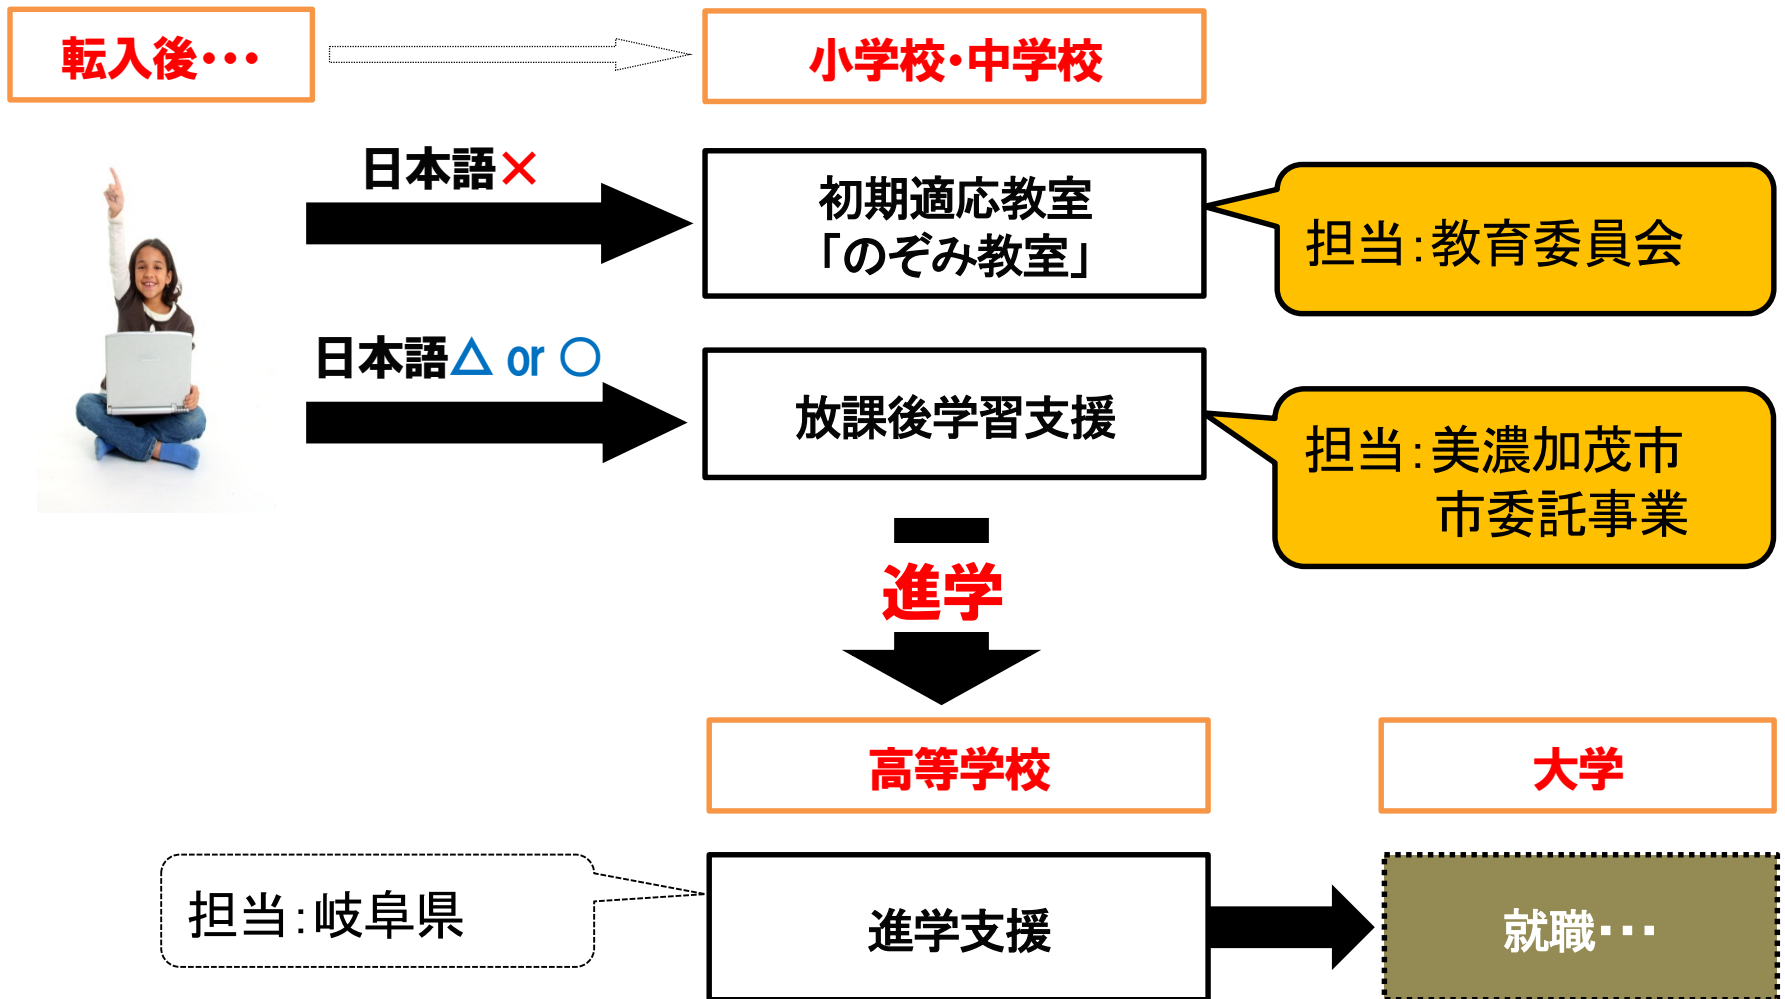 転入後･･･
小学校･中学校
日本語×
初期適応教室
「のぞみ教室」
担当：教育委員会
日本語△ or ○
放課後学習支援
担当：美濃加茂市
市委託事業
進学
高等学校
大学
担当：岐阜県
進学支援
就職･･･